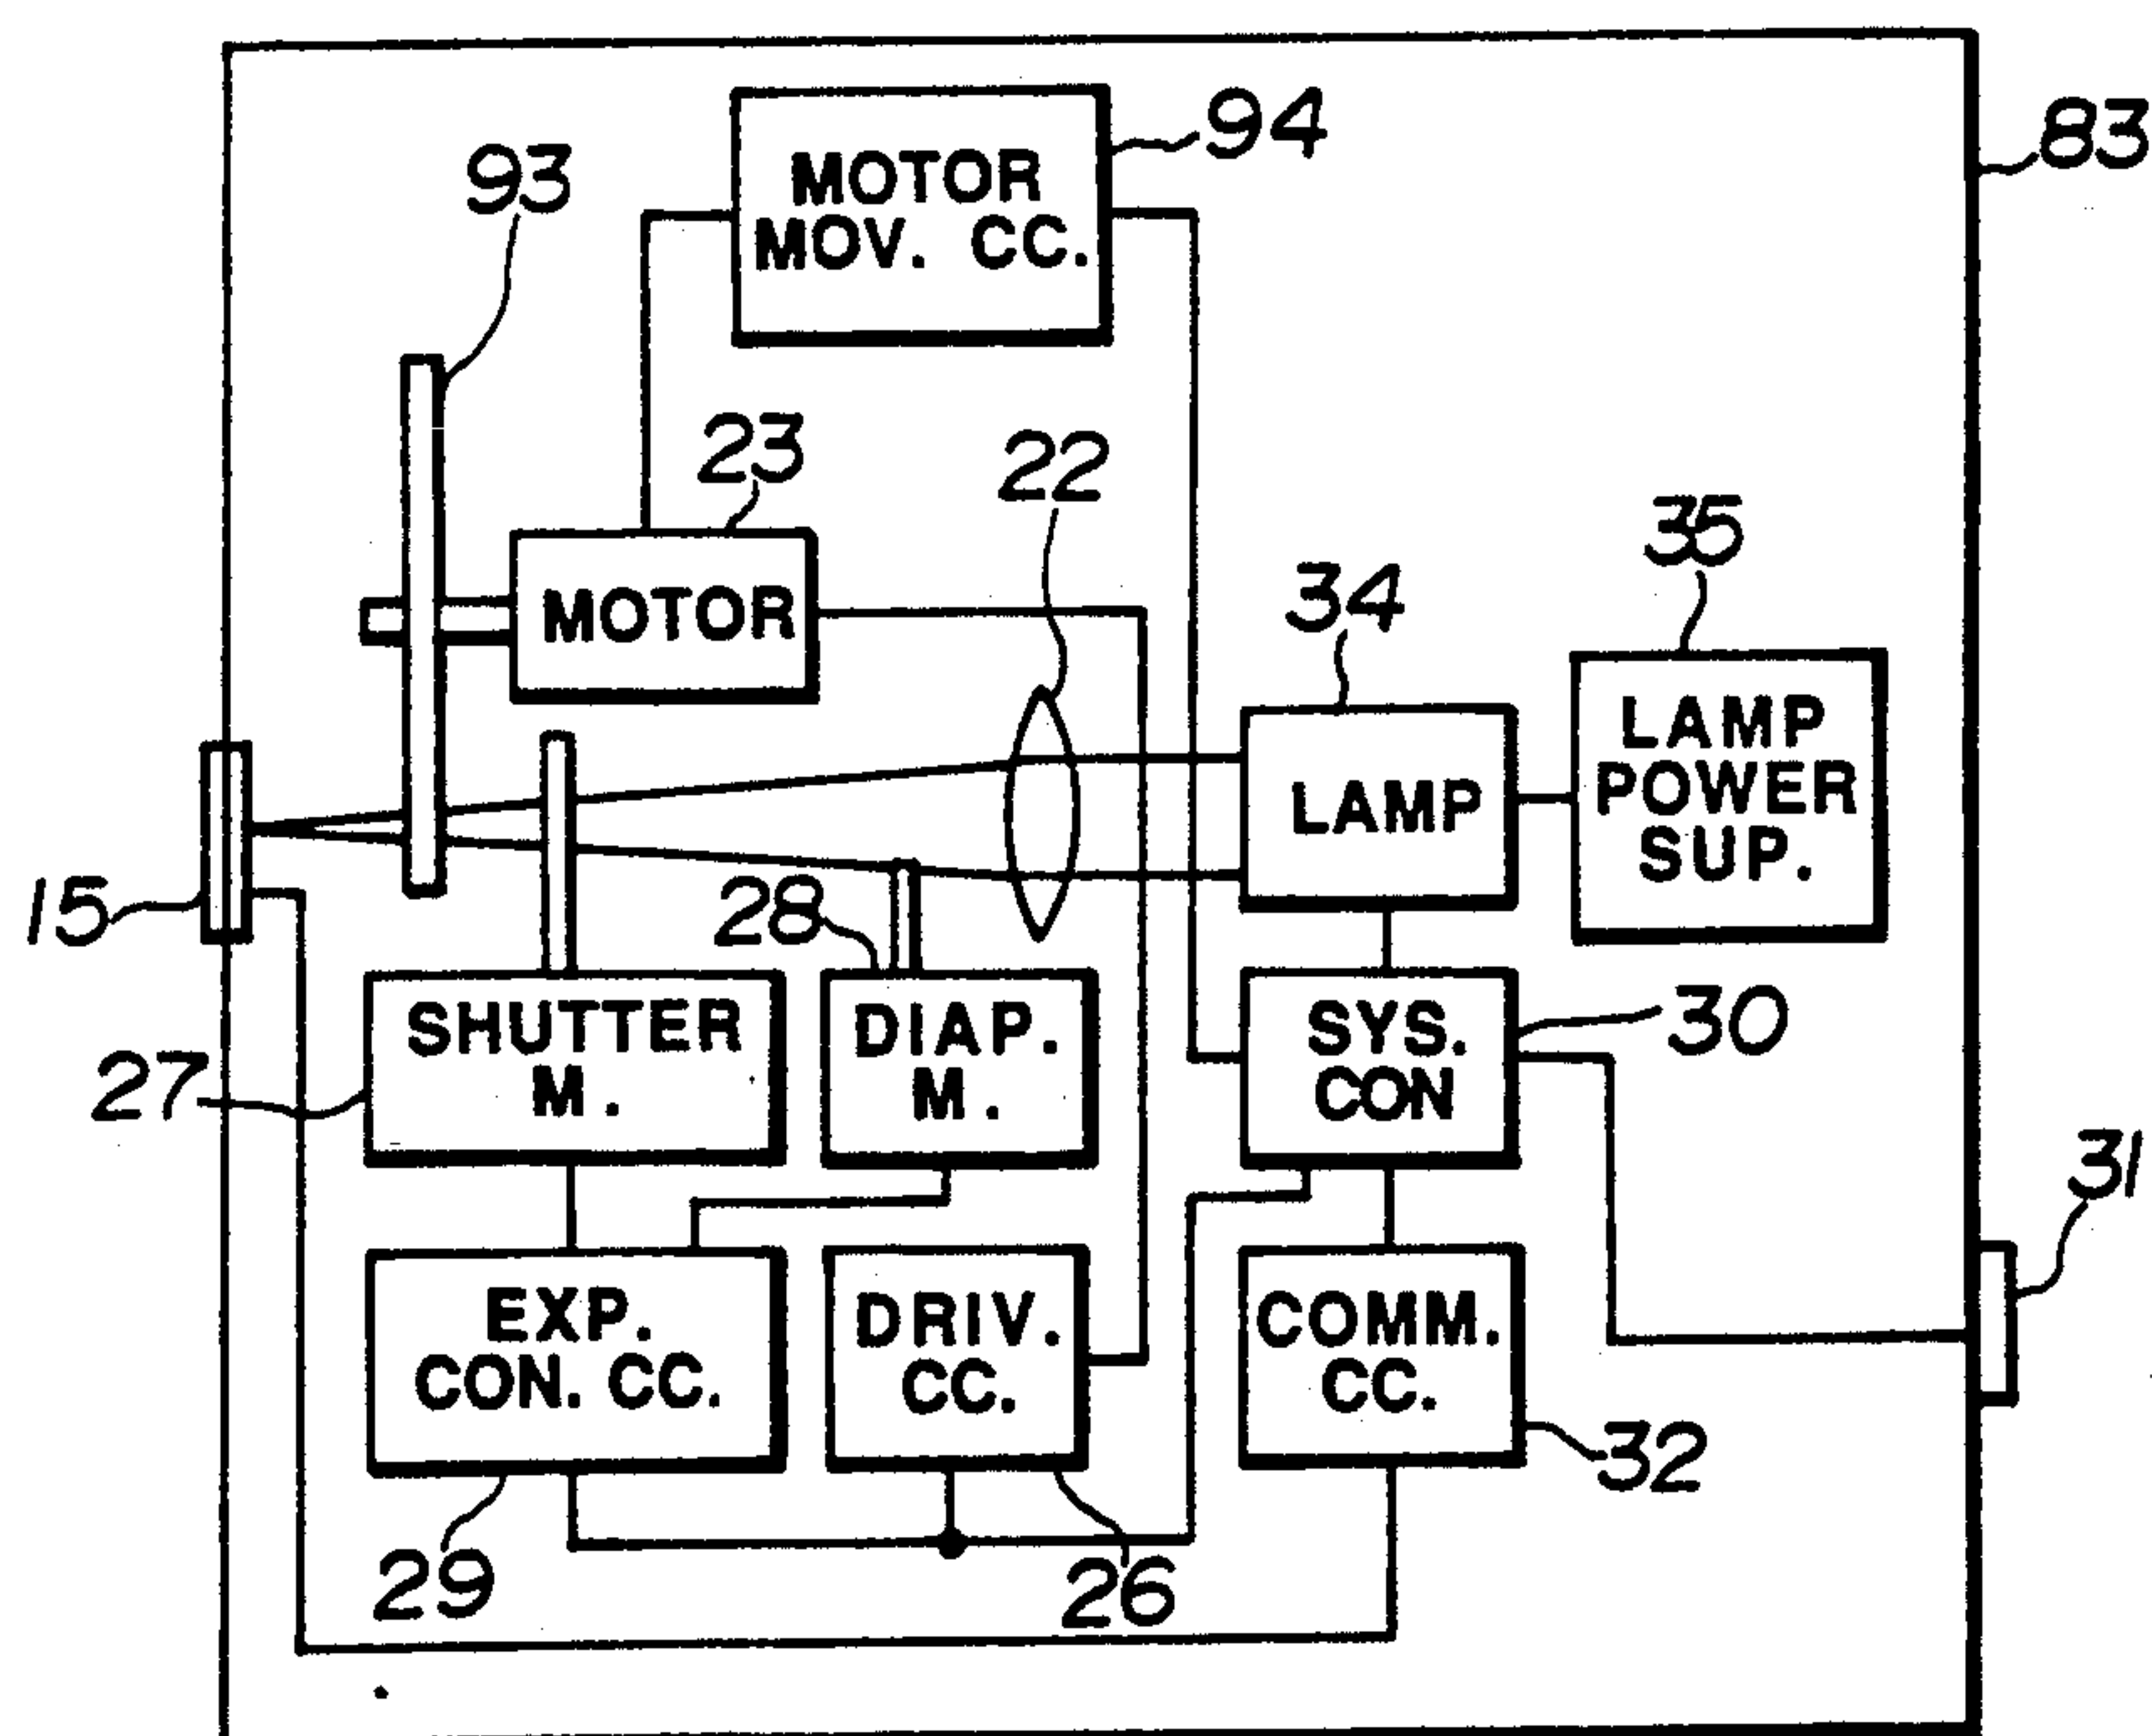 94
83
93
MOTOR
MOV. CC.
23
22
35
34
MOTOR
LAMP
POWER
SUP.
LAMP
15
28
SHUTTER
M.
DIAP.
M.
SYS.
CON
30
27
31
EXP.
CON. CC.
DRIV.
CC.
COMM.
CC.
32
29
26